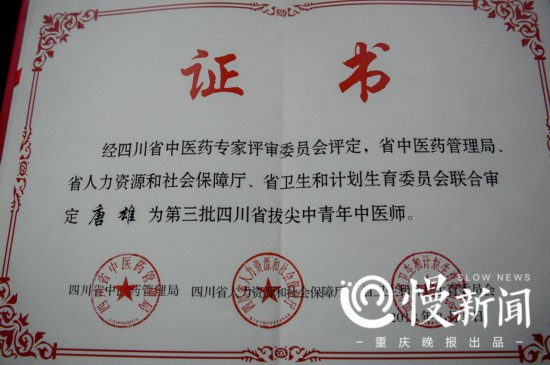 证书
经四川省中医药专家评审委员会评定，省中医药管理局、
省人力资源和社会保障厅、省卫生和计划生育委员会联合审
定 唐雄 为第三批四川省拔尖中青年中医师。
四川省中医药管理局 四川省人力资源和社会保障厅
SLOW NEWS
慢新闻
重庆晚报出品